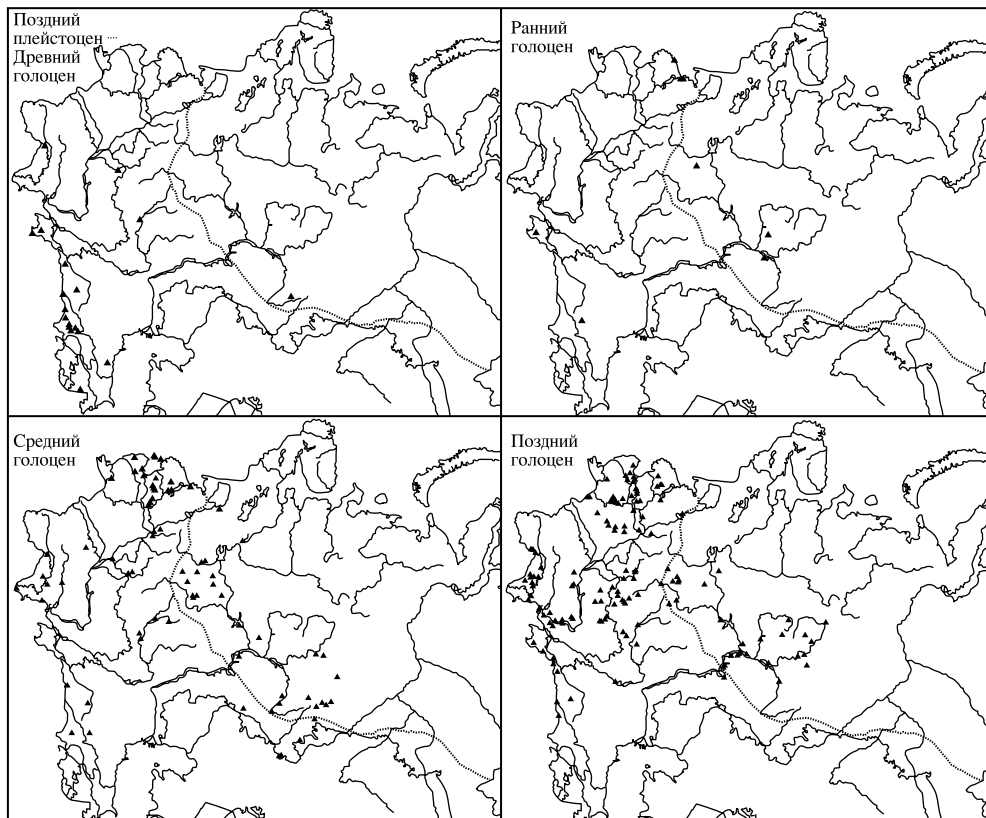 Поздний
плейстоцен
Древний
голоцен
Ранний
голоцен
Средний
голоцен
Поздний
голоцен